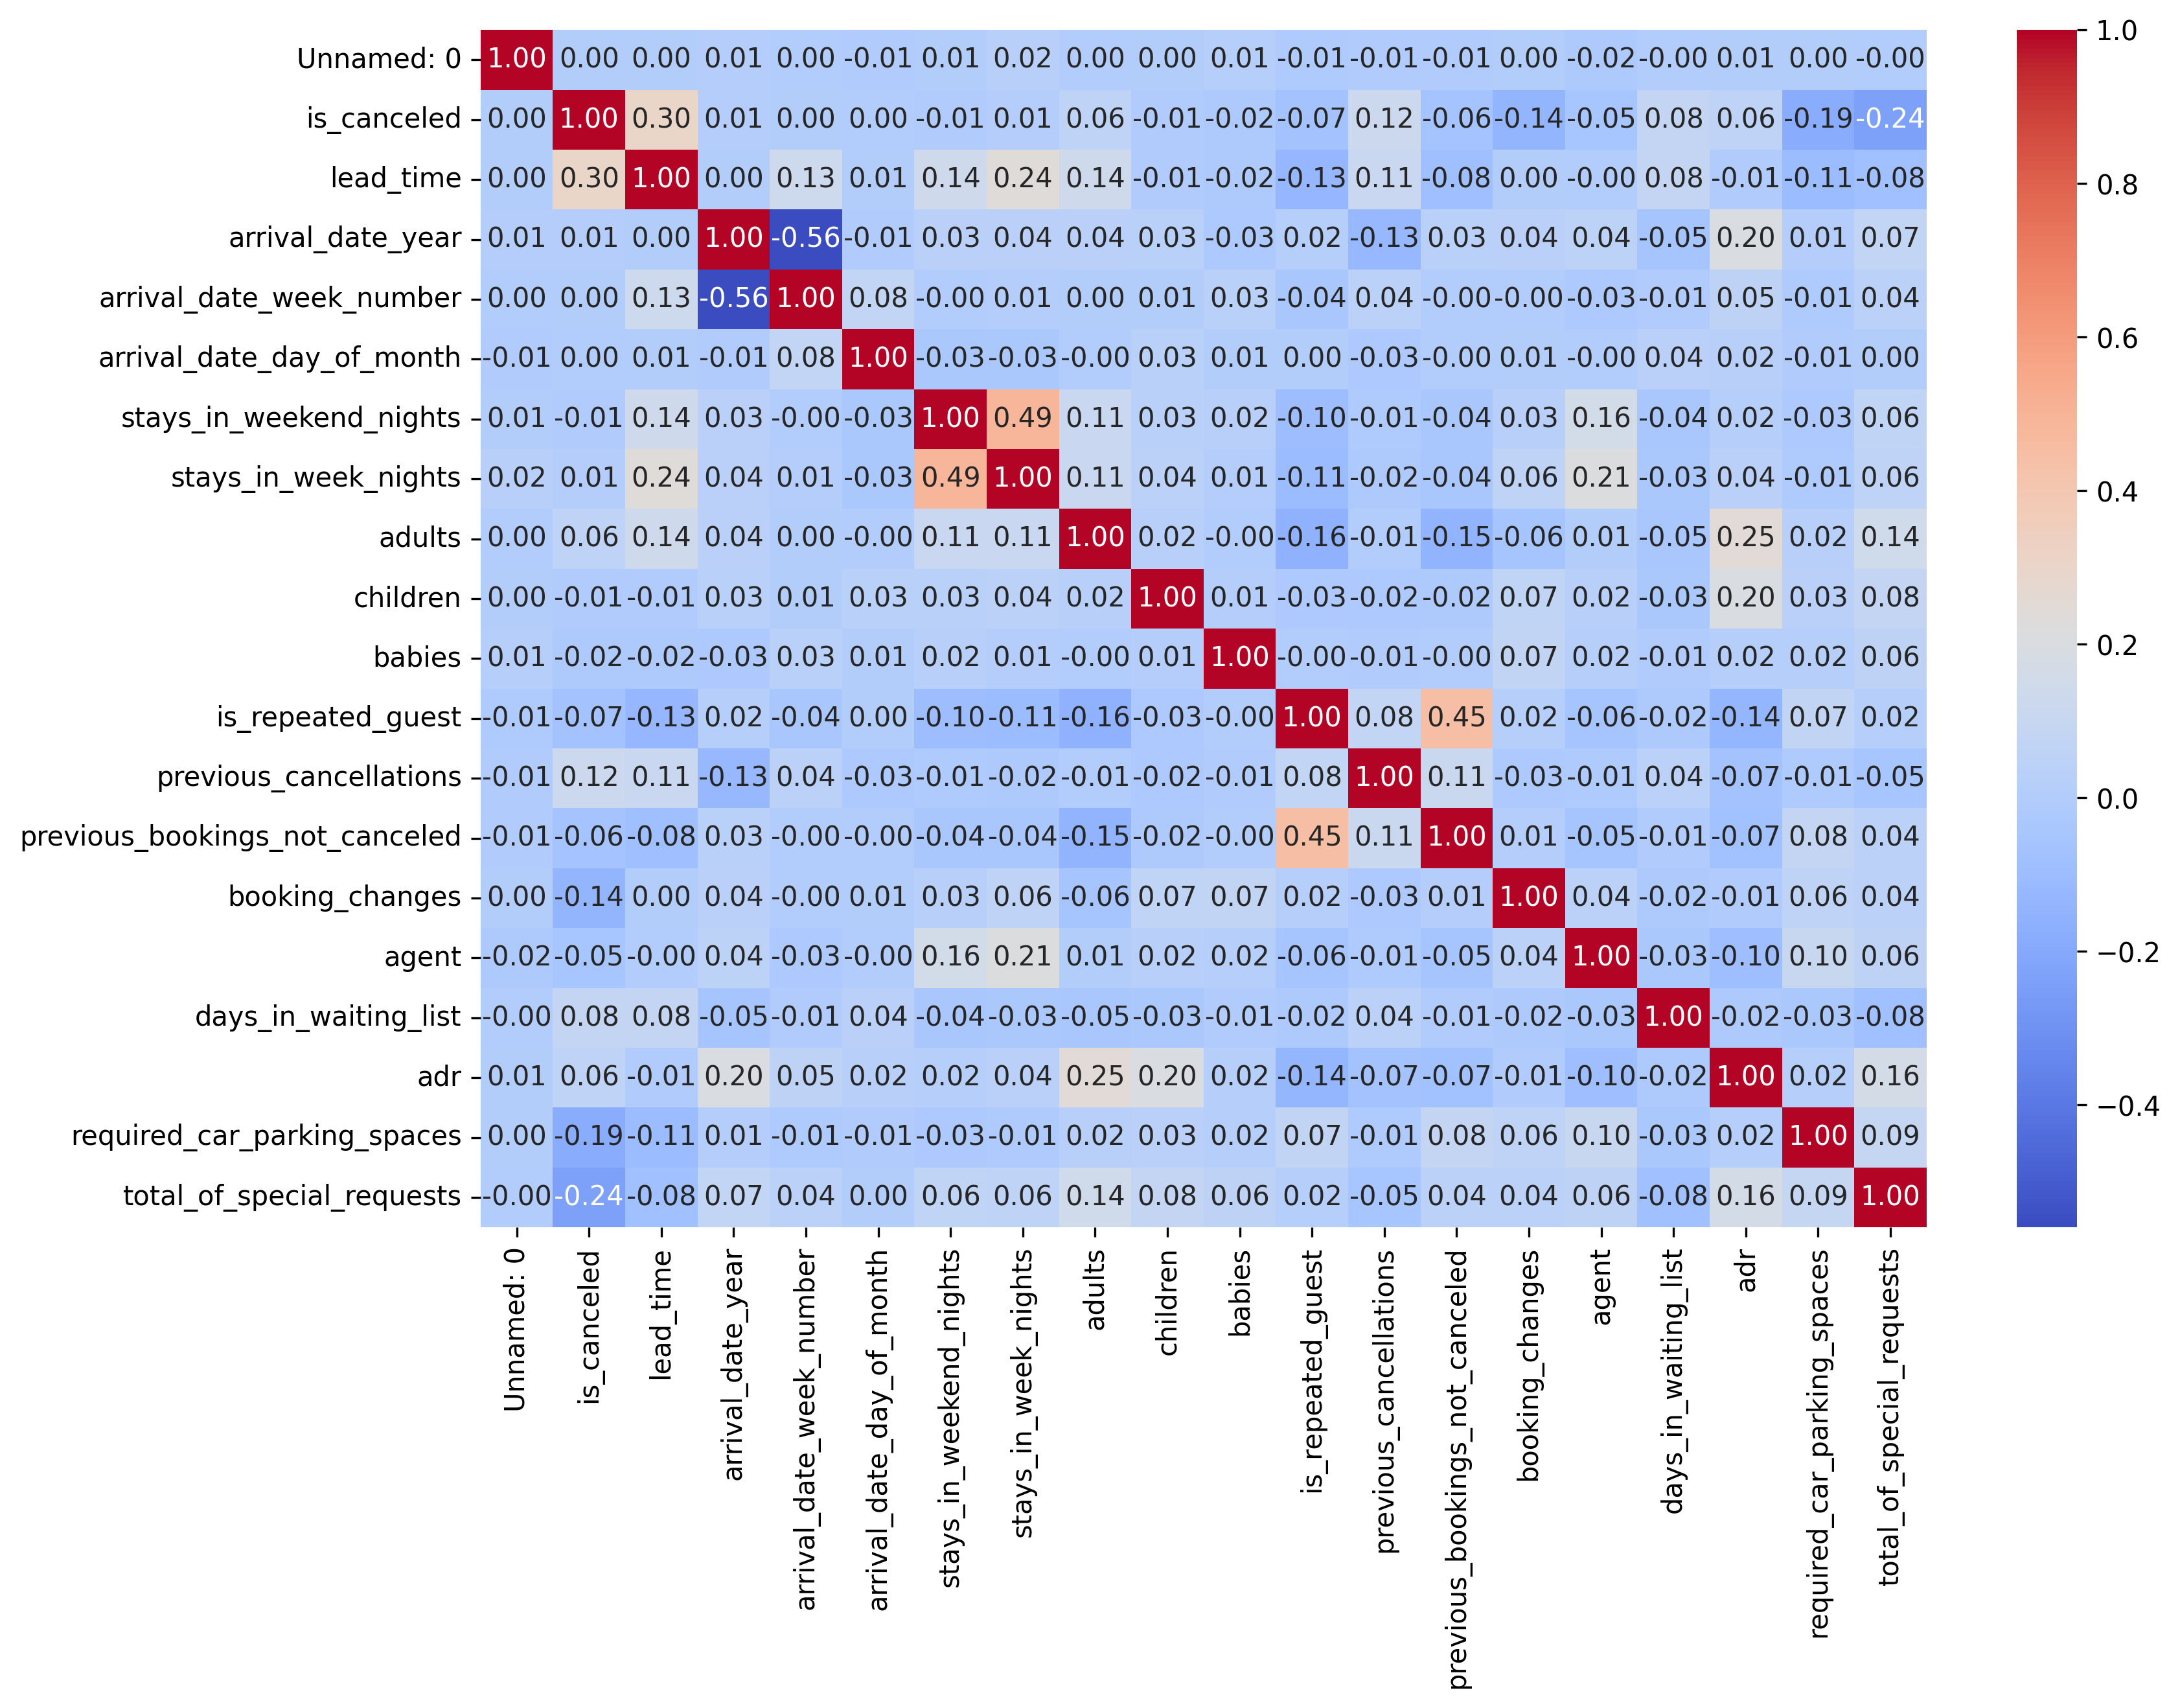 Unnamed: 0 1.00 0.00 0.00 0.01 0.00 -0.01 0.01 0.02 0.00 0.00 0.01 -0.01 -0.01 -0.01 0.00 -0.02 -0.00 0.01 0.00 -0.00
is_canceled 0.00 1.00 0.30 0.01 0.00 0.00 -0.01 0.01 0.06 -0.01 -0.02 -0.07 0.12 -0.06 -0.14 -0.05 0.08 0.06 -0.19 -0.24
lead_time 0.00 0.30 1.00 0.00 0.13 0.01 0.14 0.24 0.14 -0.01 -0.02 -0.13 0.11 -0.08 0.00 -0.00 0.08 -0.01 -0.11 -0.08
arrival_date_year 0.01 0.01 0.00 1.00 -0.56 -0.01 0.03 0.04 0.04 0.03 -0.03 0.02 -0.13 0.03 0.04 0.04 -0.05 0.20 0.01 0.07
arrival_date_week_number 0.00 0.00 0.13 -0.56 1.00 0.08 -0.00 0.01 0.00 0.01 0.03 -0.04 0.04 -0.00 -0.00 -0.03 -0.01 0.05 -0.01 0.04
arrival_date_day_of_month -0.01 0.00 0.01 -0.01 0.08 1.00 -0.03 -0.03 -0.00 0.03 0.01 0.00 -0.03 -0.00 0.01 -0.00 0.04 0.02 -0.01 0.00
stays_in_weekend_nights 0.01 -0.01 0.14 0.03 -0.00 -0.03 1.00 0.49 0.11 0.03 0.02 -0.10 -0.01 -0.04 0.03 0.16 -0.04 0.02 -0.03 0.06
stays_in_week_nights 0.02 0.01 0.24 0.04 0.01 -0.03 0.49 1.00 0.11 0.04 0.01 -0.11 -0.02 -0.04 0.06 0.21 -0.03 0.04 -0.01 0.06
adults 0.00 0.06 0.14 0.04 0.00 -0.00 0.11 0.11 1.00 0.02 -0.00 -0.16 -0.01 -0.15 -0.06 0.01 -0.05 0.25 0.02 0.14
children 0.00 -0.01 -0.01 0.03 0.01 0.03 0.03 0.04 0.02 1.00 0.01 -0.03 -0.02 -0.02 0.07 0.02 -0.03 0.20 0.03 0.08
babies 0.01 -0.02 -0.02 -0.03 0.03 0.01 0.02 0.01 -0.00 0.01 1.00 -0.00 -0.01 -0.00 0.07 0.02 -0.01 0.02 0.02 0.06
is_repeated_guest -0.01 -0.07 -0.13 0.02 -0.04 0.00 -0.10 -0.11 -0.16 -0.03 -0.00 1.00 0.08 0.45 0.02 -0.06 -0.02 -0.14 0.07 0.02
previous_cancellations -0.01 0.12 0.11 -0.13 0.04 -0.03 -0.01 -0.02 -0.01 -0.02 -0.01 0.08 1.00 0.11 -0.03 -0.01 0.04 -0.07 -0.01 -0.05
previous_bookings_not_canceled -0.01 -0.06 -0.08 0.03 -0.00 -0.00 -0.04 -0.04 -0.15 -0.02 -0.00 0.45 0.11 1.00 0.01 -0.05 -0.01 -0.07 0.08 0.04
booking_changes 0.00 -0.14 0.00 0.04 -0.00 0.01 0.03 0.06 -0.06 0.07 0.07 0.02 -0.03 0.01 1.00 0.04 -0.02 -0.01 0.06 0.04
agent -0.02 -0.05 -0.00 0.04 -0.03 -0.00 0.16 0.21 0.01 0.02 0.02 -0.06 -0.01 -0.05 0.04 1.00 -0.03 -0.10 0.10 0.06
days_in_waiting_list -0.00 0.08 0.08 -0.05 -0.01 0.04 -0.04 -0.03 -0.05 -0.03 -0.01 -0.02 0.04 -0.01 -0.02 -0.03 1.00 -0.02 -0.03 -0.08
adr 0.01 0.06 -0.01 0.20 0.05 0.02 0.02 0.04 0.25 0.20 0.02 -0.14 -0.07 -0.07 -0.01 -0.10 -0.02 1.00 0.02 0.16
required_car_parking_spaces 0.00 -0.19 -0.11 0.01 -0.01 -0.01 -0.03 -0.01 0.02 0.03 0.02 0.07 -0.01 0.08 0.06 0.10 -0.03 0.02 1.00 0.09
total_of_special_requests -0.00 -0.24 -0.08 0.07 0.04 0.00 0.06 0.06 0.14 0.08 0.06 0.02 -0.05 0.04 0.04 0.06 -0.08 0.16 0.09 1.00
Unnamed: 0
is_canceled
lead_time
arrival_date_year
arrival_date_week_number
arrival_date_day_of_month
stays_in_weekend_nights
stays_in_week_nights
adults
children
babies
is_repeated_guest
previous_cancellations
previous_bookings_not_canceled
booking_changes
agent
days_in_waiting_list
adr
required_car_parking_spaces
total_of_special_requests
1.0
0.8
0.6
0.4
0.2
0.0
−0.2
−0.4